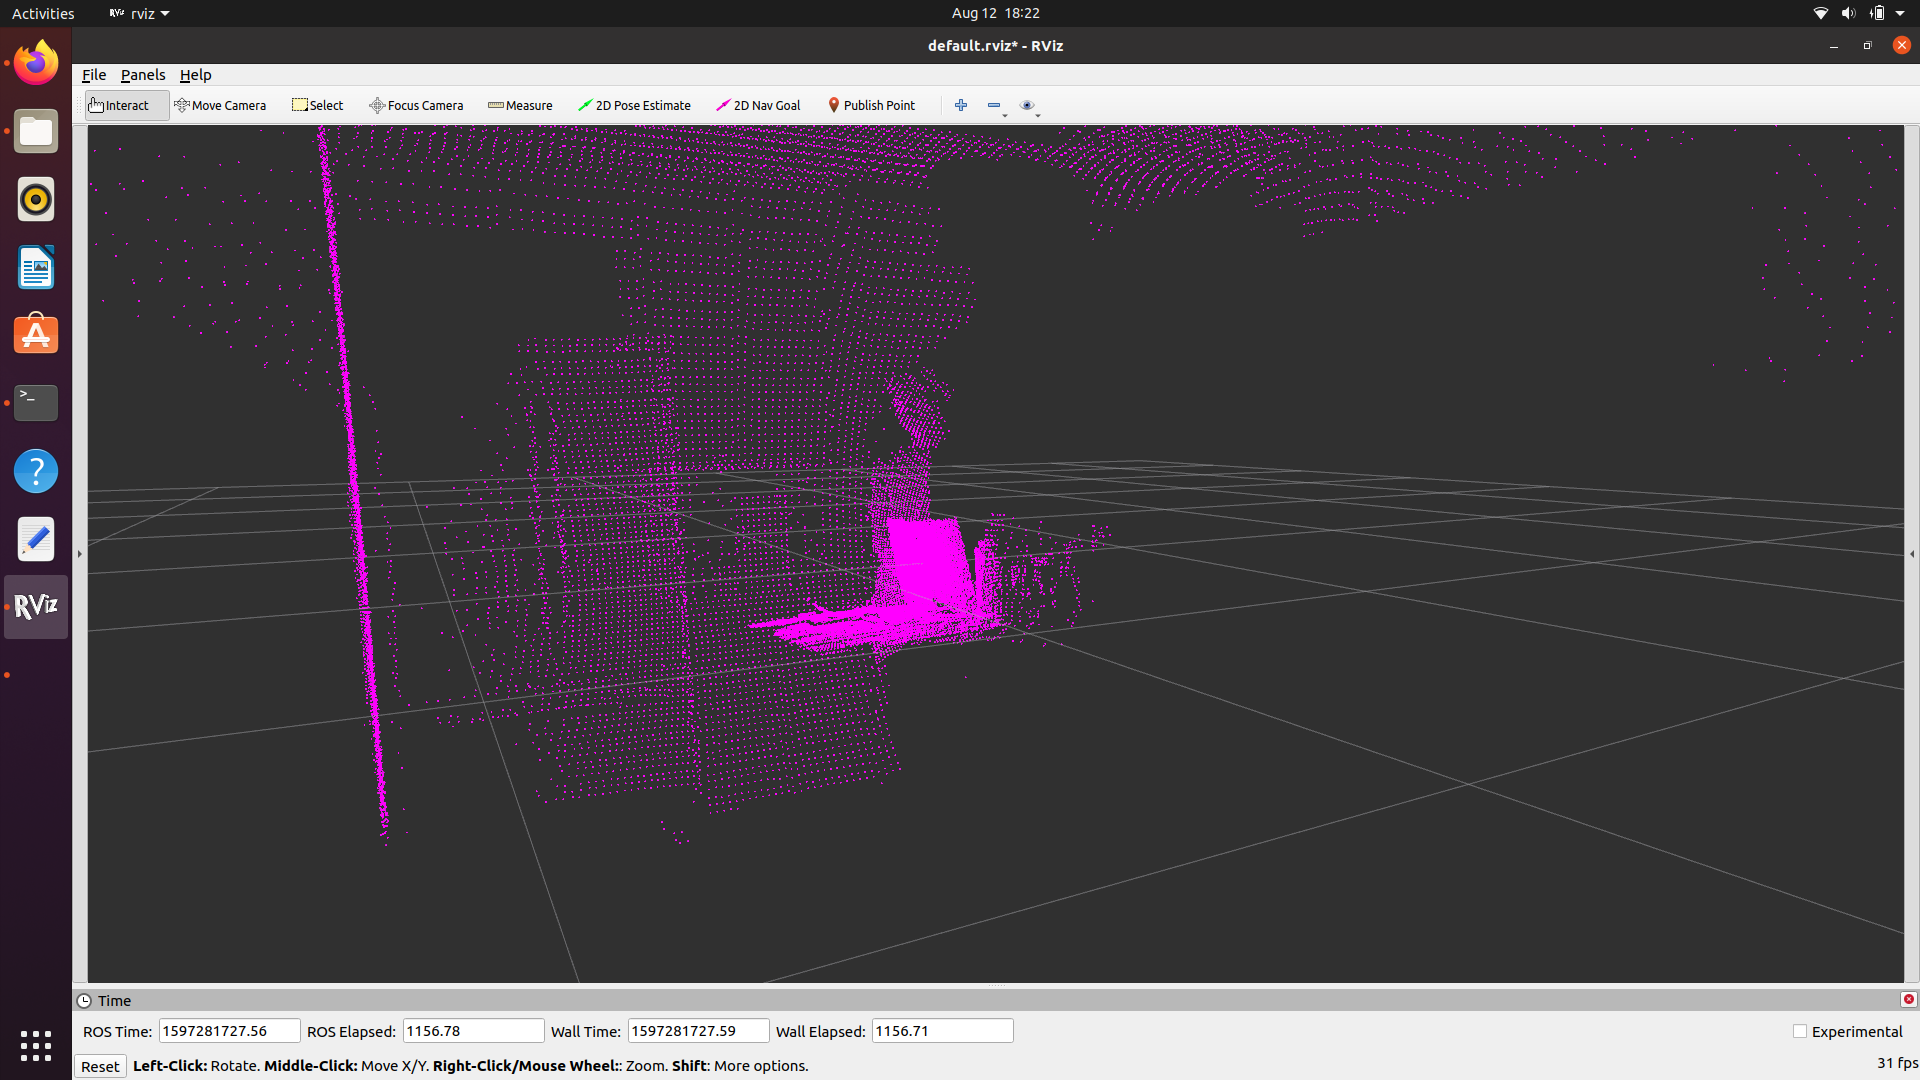 Activities
RViz rviz
Aug 12 18:22
default.rviz* - RViz
File Panels Help
Interact Move Camera Select Focus Camera Measure 2D Pose Estimate 2D Nav Goal Publish Point
>_
?
RViz
Time
ROS Time: 1597281727.56 ROS Elapsed: 1156.78 Wall Time: 1597281727.59 Wall Elapsed: 1156.71 Experimental
Reset Left-Click: Rotate. Middle-Click: Move X/Y. Right-Click/Mouse Wheel:: Zoom. Shift: More options. 31 fps